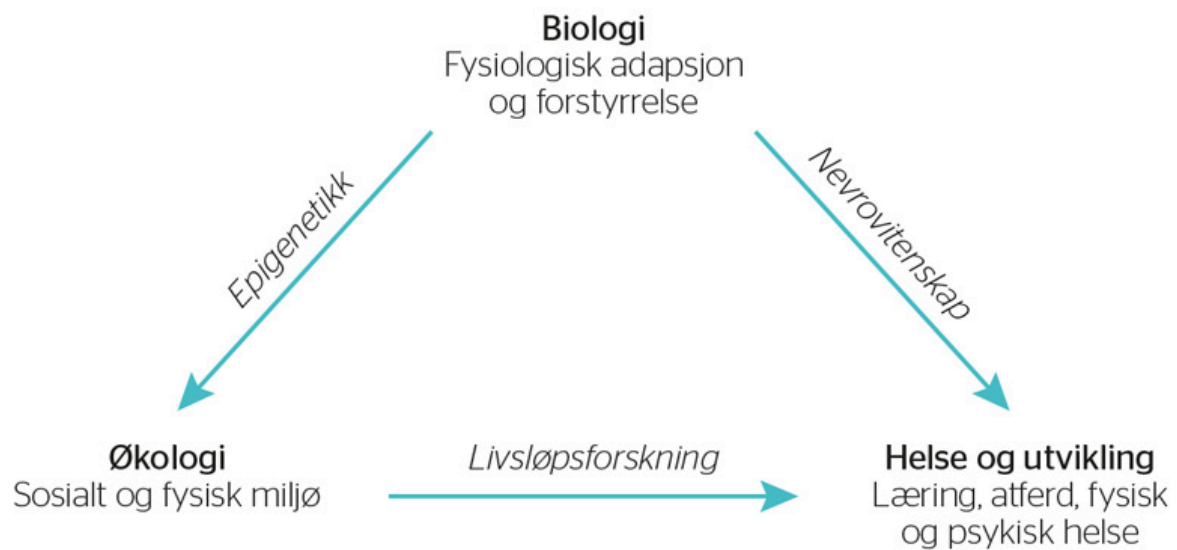 Biologi
Fysiologisk adapsjon
og forstyrrelse
Epigenetikk
Nevrovitenskap
Økologi
Sosialt og fysisk miljø
Livsløpsforskning
Helse og utvikling
Læring, atferd, fysisk
og psykisk helse